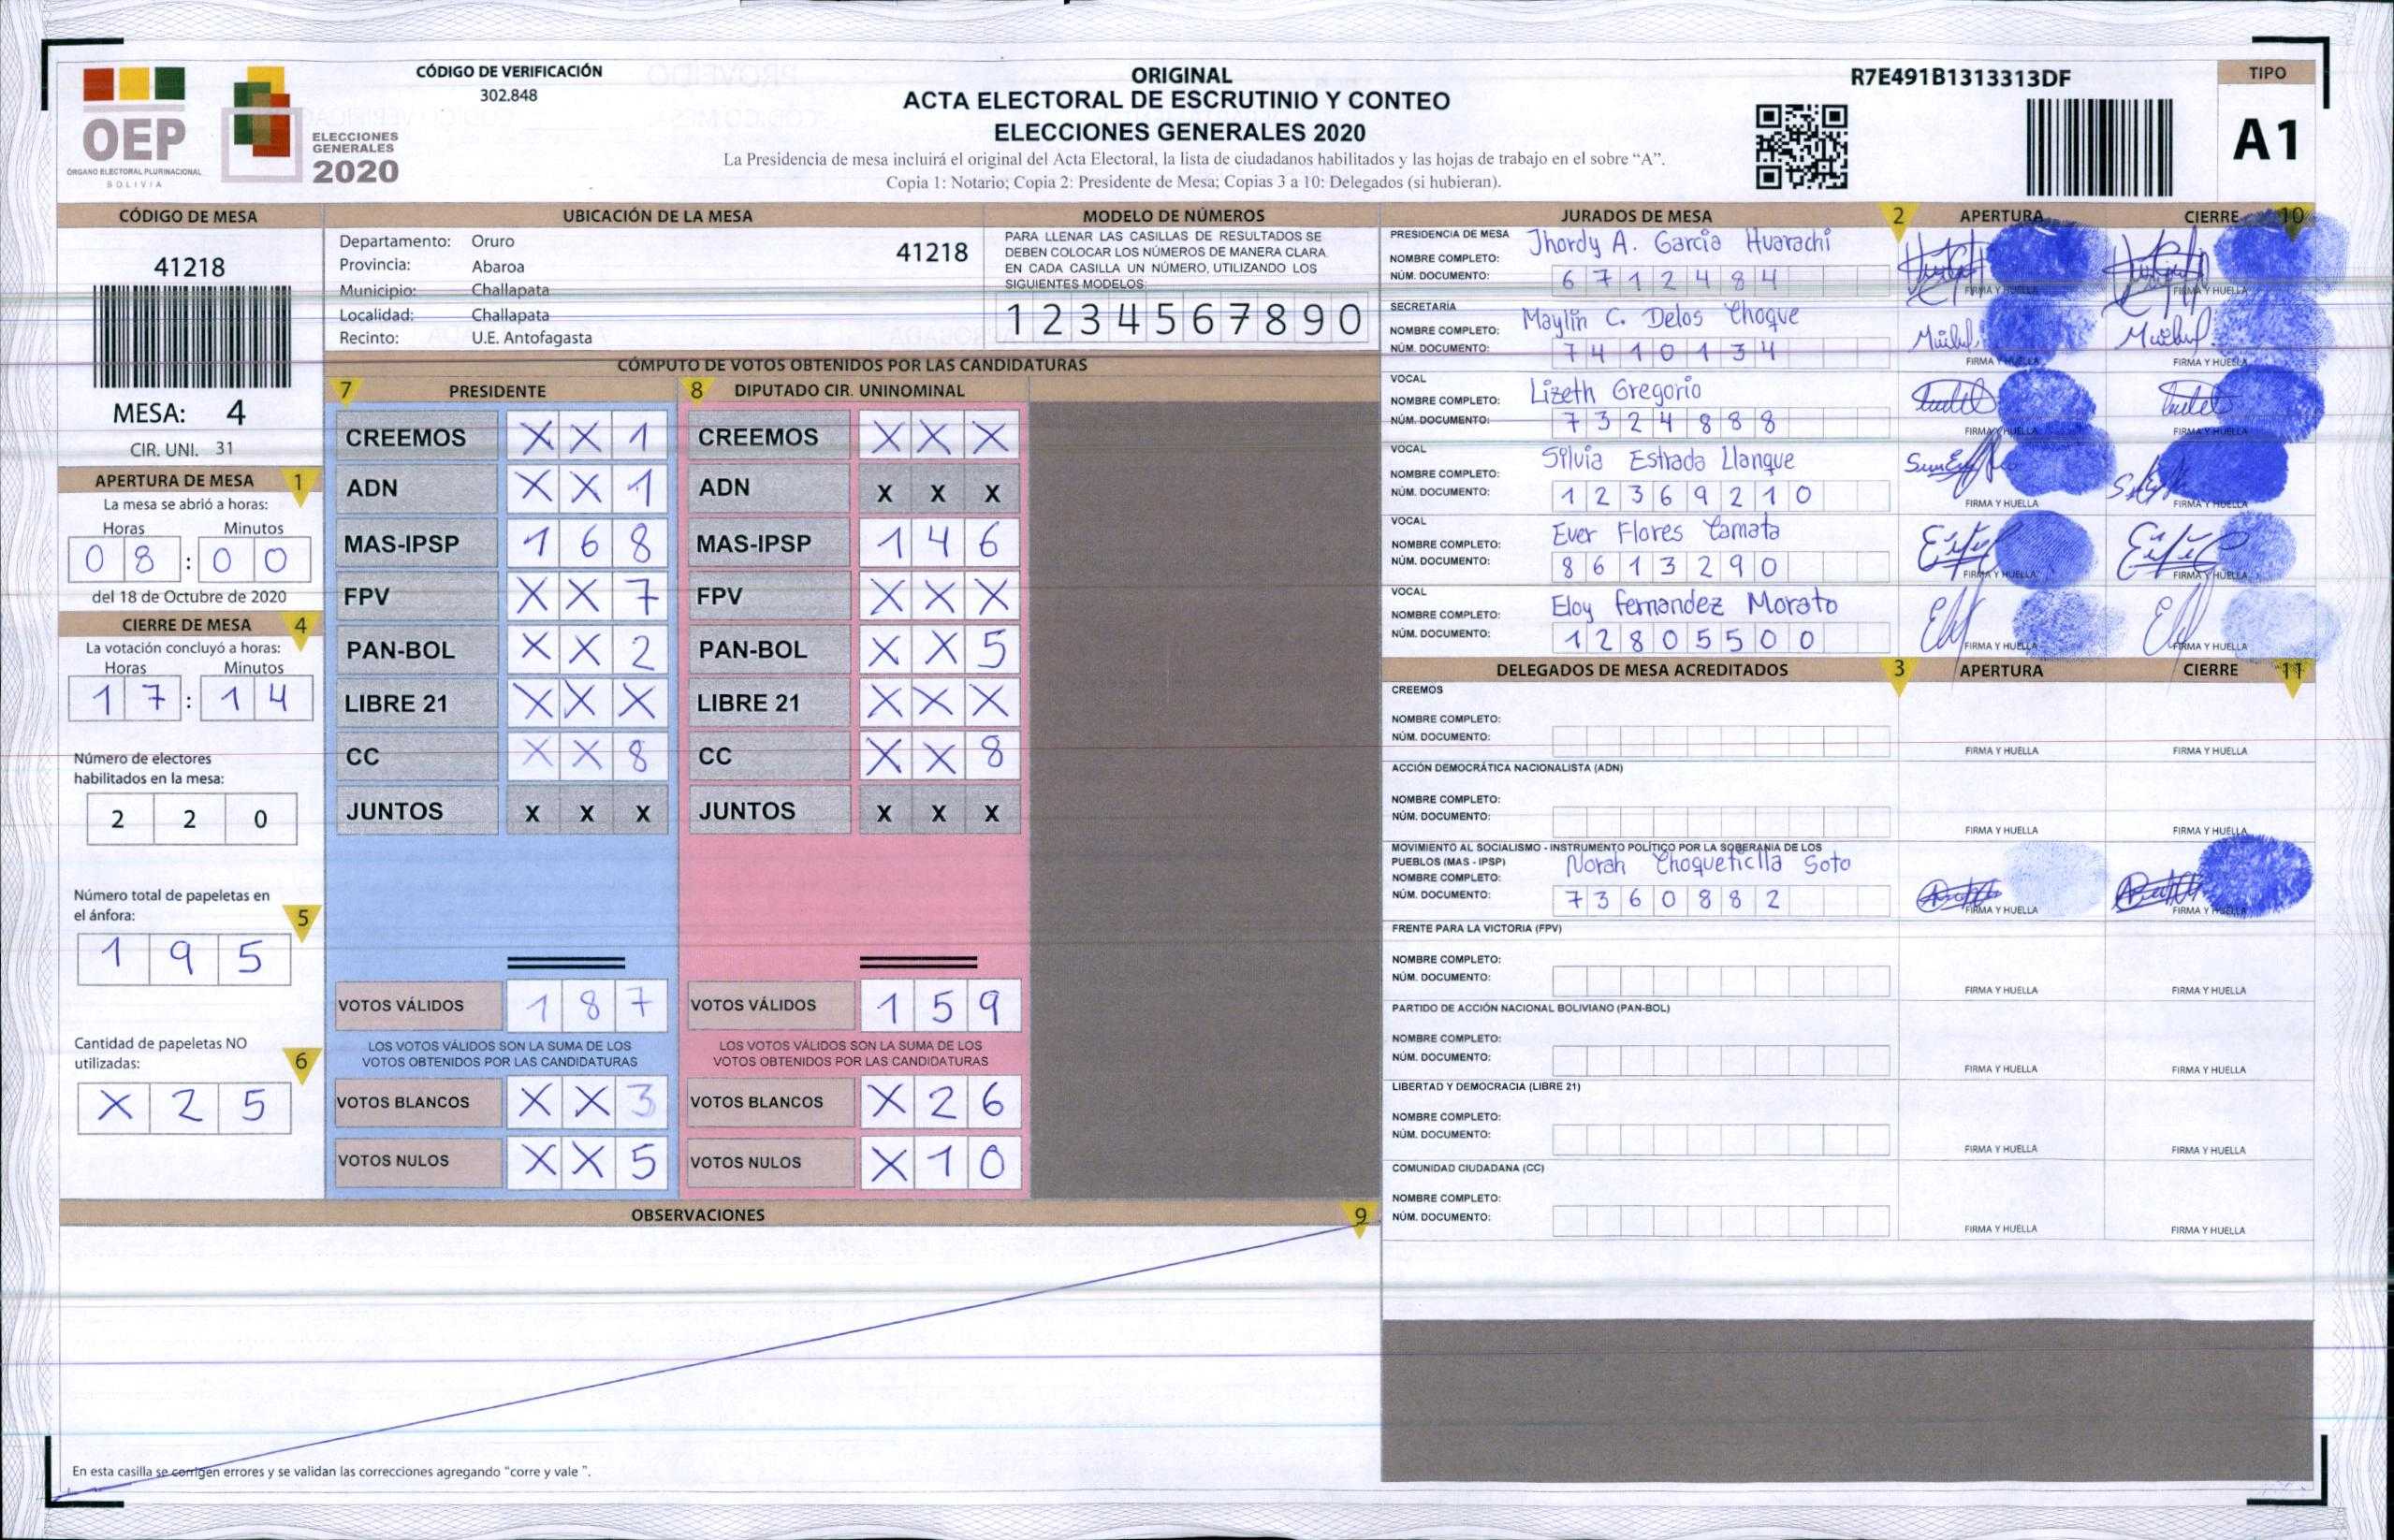 OEP
ÓRGANO ELECTORAL PLURINACIONAL
BOLIVIA
ELECCIONES
GENERALES
2020
CÓDIGO DE VERIFICACIÓN
302.848
ORIGINAL
ACTA ELECTORAL DE ESCRUTINIO Y CONTEO
ELECCIONES GENERALES 2020
La Presidencia de mesa incluirá el original del Acta Electoral, la lista de ciudadanos habilitados y las hojas de trabajo en el sobre “A”.
Copia 1: Notario; Copia 2: Presidente de Mesa; Copias 3 a 10: Delegados (si hubieran).
R7E491B1313313DF
TIPO
A1
CÓDIGO DE MESA
41218
MESA: 4
CIR. UNI. 31
APERTURA DE MESA 1
La mesa se abrió a horas:
Horas Minutos
0 8 : 0 0
del 18 de Octubre de 2020
CIERRE DE MESA 4
La votación concluyó a horas:
Horas Minutos
1 7 : 1 4
Número de electores
habilitados en la mesa:
2 2 0
Número total de papeletas en
el ánfora: 5
1 9 5
Cantidad de papeletas NO
utilizadas: 6
X 2 5
UBICACIÓN DE LA MESA
Departamento: Oruro
41218
Provincia: Abaroa
Municipio: Challapata
Localidad: Challapata
Recinto: U.E. Antofagasta
MODELO DE NÚMEROS
PARA LLENAR LAS CASILLAS DE RESULTADOS SE
DEBEN COLOCAR LOS NÚMEROS DE MANERA CLARA.
EN CADA CASILLA UN NÚMERO, UTILIZANDO LOS
SIGUIENTES MODELOS:
1 2 3 4 5 6 7 8 9 0
CÓMPUTO DE VOTOS OBTENIDOS POR LAS CANDIDATURAS
7 PRESIDENTE
CREEMOS X X 1
ADN X X 1
MAS-IPSP 1 6 8
FPV X X 7
PAN-BOL X X 2
LIBRE 21 X X X
CC X X 8
JUNTOS X X X
VOTOS VÁLIDOS 1 8 7
LOS VOTOS VÁLIDOS SON LA SUMA DE LOS
VOTOS OBTENIDOS POR LAS CANDIDATURAS
VOTOS BLANCOS X X 3
VOTOS NULOS X X 5
8 DIPUTADO CIR. UNINOMINAL
CREEMOS X X X
ADN X X X
MAS-IPSP 1 4 6
FPV X X X
PAN-BOL X X 5
LIBRE 21 X X X
CC X X 8
JUNTOS X X X
VOTOS VÁLIDOS 1 5 9
LOS VOTOS VÁLIDOS SON LA SUMA DE LOS
VOTOS OBTENIDOS POR LAS CANDIDATURAS
VOTOS BLANCOS X 2 6
VOTOS NULOS X 1 0
OBSERVACIONES 9
En esta casilla se corrigen errores y se validan las correcciones agregando “corre y vale ”.
JURADOS DE MESA 2 APERTURA CIERRE 10
PRESIDENCIA DE MESA
NOMBRE COMPLETO: Jhordy A. García Huarachi
NÚM. DOCUMENTO: 6 7 1 2 4 8 4
FIRMA Y HUELLA FIRMA Y HUELLA
SECRETARÍA
NOMBRE COMPLETO: Maylin C. Delos Choque
NÚM. DOCUMENTO: 7 4 1 0 1 3 4
FIRMA Y HUELLA FIRMA Y HUELLA
VOCAL
NOMBRE COMPLETO: Lizeth Gregorio
NÚM. DOCUMENTO: 7 3 2 4 8 8 8
FIRMA Y HUELLA FIRMA Y HUELLA
VOCAL
NOMBRE COMPLETO: Silvia Estrada Llanque
NÚM. DOCUMENTO: 1 2 3 6 9 2 1 0
FIRMA Y HUELLA FIRMA Y HUELLA
VOCAL
NOMBRE COMPLETO: Ever Flores Camata
NÚM. DOCUMENTO: 8 6 1 3 2 9 0
FIRMA Y HUELLA FIRMA Y HUELLA
VOCAL
NOMBRE COMPLETO: Eloy Fernandez Morato
NÚM. DOCUMENTO: 1 2 8 0 5 5 0 0
FIRMA Y HUELLA FIRMA Y HUELLA
DELEGADOS DE MESA ACREDITADOS 3 APERTURA CIERRE 11
CREEMOS
NOMBRE COMPLETO:
NÚM. DOCUMENTO:
FIRMA Y HUELLA FIRMA Y HUELLA
ACCIÓN DEMOCRÁTICA NACIONALISTA (ADN)
NOMBRE COMPLETO:
NÚM. DOCUMENTO:
FIRMA Y HUELLA FIRMA Y HUELLA
MOVIMIENTO AL SOCIALISMO - INSTRUMENTO POLÍTICO POR LA SOBERANIA DE LOS
PUEBLOS (MAS - IPSP)
NOMBRE COMPLETO: Norah Choqueticlla Soto
NÚM. DOCUMENTO: 7 3 6 0 8 8 2
FIRMA Y HUELLA FIRMA Y HUELLA
FRENTE PARA LA VICTORIA (FPV)
NOMBRE COMPLETO:
NÚM. DOCUMENTO:
FIRMA Y HUELLA FIRMA Y HUELLA
PARTIDO DE ACCIÓN NACIONAL BOLIVIANO (PAN-BOL)
NOMBRE COMPLETO:
NÚM. DOCUMENTO:
FIRMA Y HUELLA FIRMA Y HUELLA
LIBERTAD Y DEMOCRACIA (LIBRE 21)
NOMBRE COMPLETO:
NÚM. DOCUMENTO:
FIRMA Y HUELLA FIRMA Y HUELLA
COMUNIDAD CIUDADANA (CC)
NOMBRE COMPLETO:
NÚM. DOCUMENTO:
FIRMA Y HUELLA FIRMA Y HUELLA